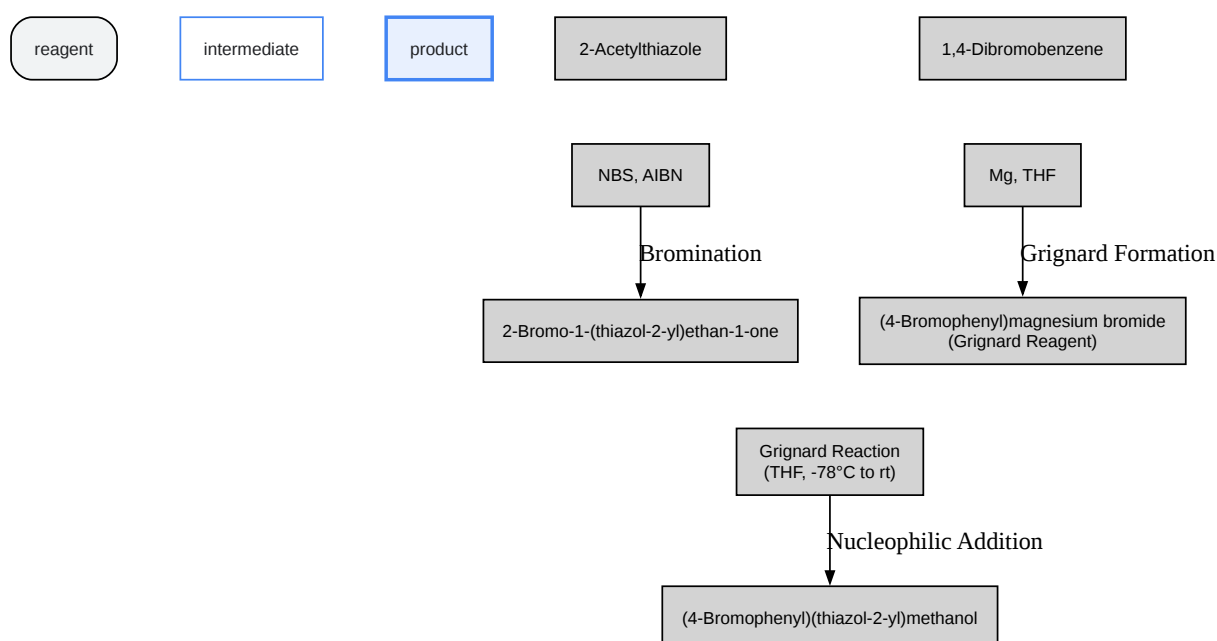 reagent
intermediate
product
2-Acetylthiazole
1,4-Dibromobenzene
NBS, AIBN
Mg, THF
Bromination
Grignard Formation
2-Bromo-1-(thiazol-2-yl)ethan-1-one
(4-Bromophenyl)magnesium bromide
(Grignard Reagent)
Grignard Reaction
(THF, -78°C to rt)
Nucleophilic Addition
(4-Bromophenyl)(thiazol-2-yl)methanol